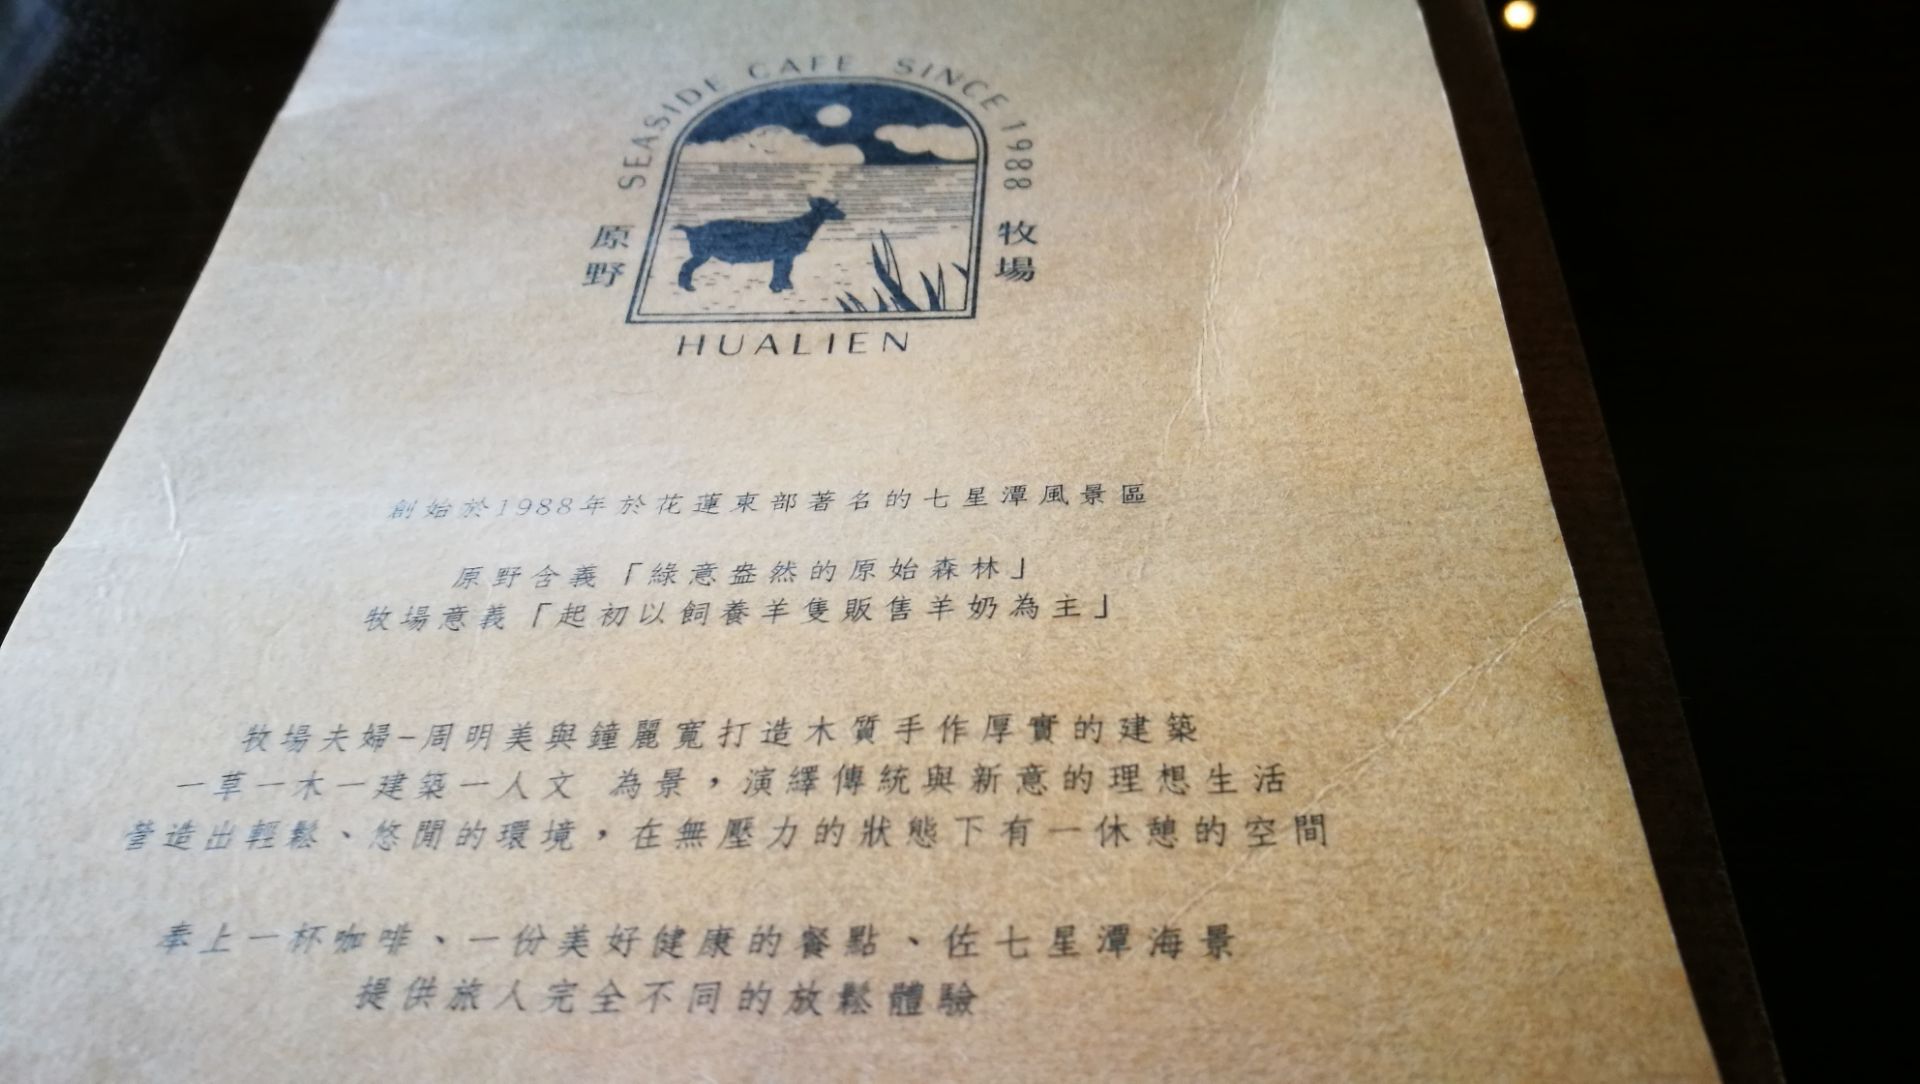 SEASIDE CAFE SINCE 1988
原野 牧場
HUALIEN
創始於1988年於花蓮東部著名的七星潭風景區
原野含義「綠意盎然的原始森林」
牧場意義「起初以飼養羊隻販售羊奶為主」
牧場夫婦-周明美與鐘麗寬打造木質手作厚實的建築
一草一木一建築一人文 為景，演繹傳統與新意的理想生活
營造出輕鬆、悠閒的環境，在無壓力的狀態下有一休憩的空間
奉上一杯咖啡、一份美好健康的餐點、佐七星潭海景
提供旅人完全不同的放鬆體驗